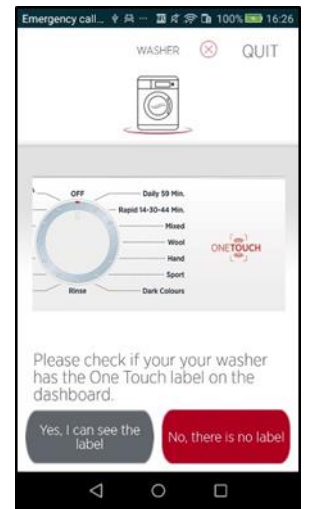 Emergency call... 100% 16:26
WASHER QUIT
OFF
Daily 59 Min.
Rapid 14-30-44 Min.
Mixed
Wool
Hand
Sport
Rinse Dark Colours
ONETOUCH
Please check if your your washer
has the One Touch label on the
dashboard.
Yes, I can see the
label
No, there is no label